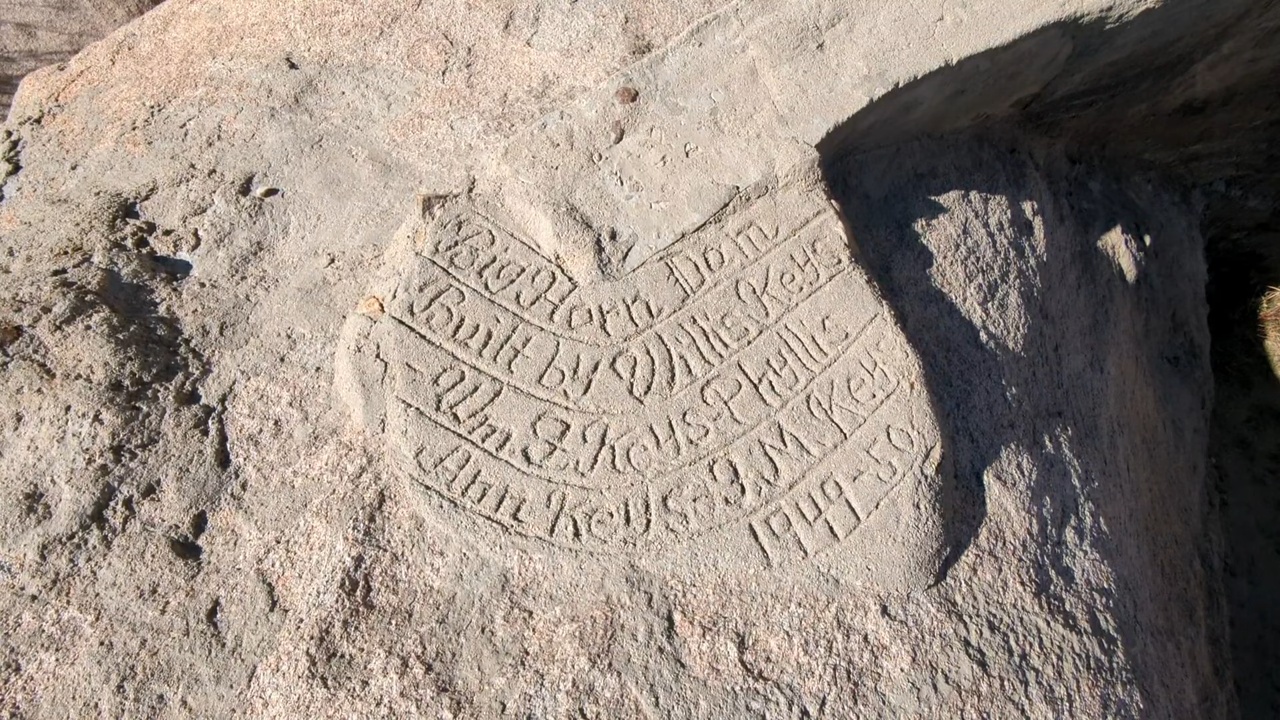 Big Horn Dam
Built by Willis Keys
- Wm. F. Keys - Phyllis
Ann Keys - F. M. Keys
1949-50